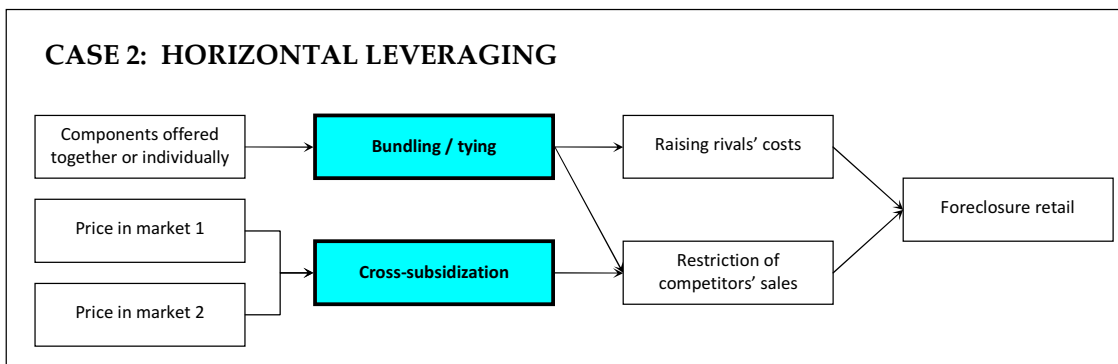 CASE 2: HORIZONTAL LEVERAGING
Components offered
together or individually
Bundling / tying
Raising rivals’ costs
Foreclosure retail
Price in market 1
Cross-subsidization
Restriction of
competitors’ sales
Price in market 2